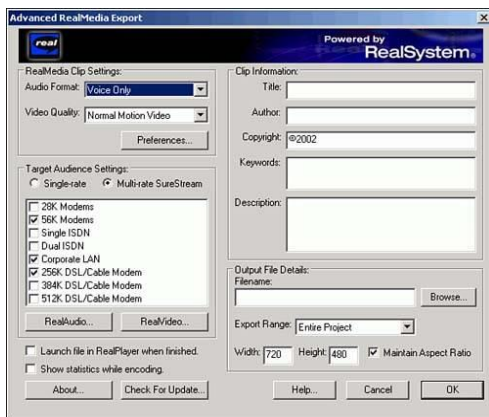 Advanced RealMedia Export
real
Powered by
RealSystem®
RealMedia Clip Settings:
Audio Format: Voice Only
Video Quality: Normal Motion Video
Preferences...
Target Audience Settings:
Single-rate
Multi-rate SureStream
28K Modems
56K Modems
Single ISDN
Dual ISDN
Corporate LAN
256K DSL/Cable Modem
384K DSL/Cable Modem
512K DSL/Cable Modem
RealAudio...
RealVideo...
Launch file in RealPlayer when finished.
Show statistics while encoding.
Clip Information:
Title:
Author:
Copyright: ©2002
Keywords:
Description:
Output File Details:
Filename:
Browse...
Export Range: Entire Project
Width: 720 Height: 480 Maintain Aspect Ratio
About...
Check For Update...
Help...
Cancel
OK